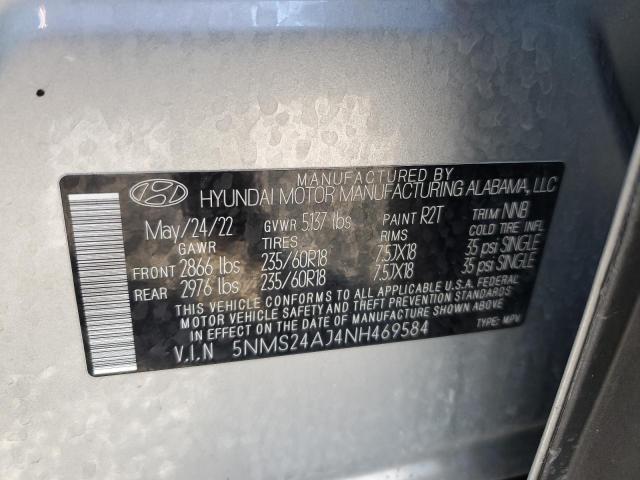 MANUFACTURED BY
HYUNDAI MOTOR MANUFACTURING ALABAMA, LLC
May/24/22 GVWR 5,137 lbs PAINT R2T TRIM NNB
GAWR TIRES RIMS COLD TIRE INFL
FRONT 2866 lbs 235/60R18 7.5JX18 35 psi SINGLE
REAR 2976 lbs 235/60R18 7.5JX18 35 psi SINGLE
THIS VEHICLE CONFORMS TO ALL APPLICABLE U.S.A. FEDERAL
MOTOR VEHICLE SAFETY AND THEFT PREVENTION STANDARDS
IN EFFECT ON THE DATE OF MANUFACTURE SHOWN ABOVE
V.I.N 5NMS24AJ4NH469584 TYPE: MPV